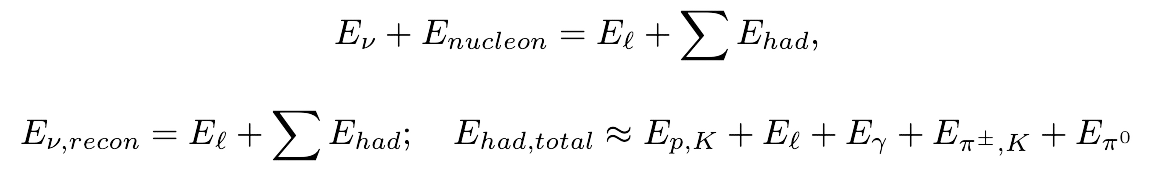 E_ν + E_{nucleon} = E_ℓ + ∑ E_{had},
E_{ν,recon} = E_ℓ + ∑ E_{had}; E_{had,total} ≈ E_{p,K} + E_ℓ + E_γ + E_{π^±,K} + E_{π^0}